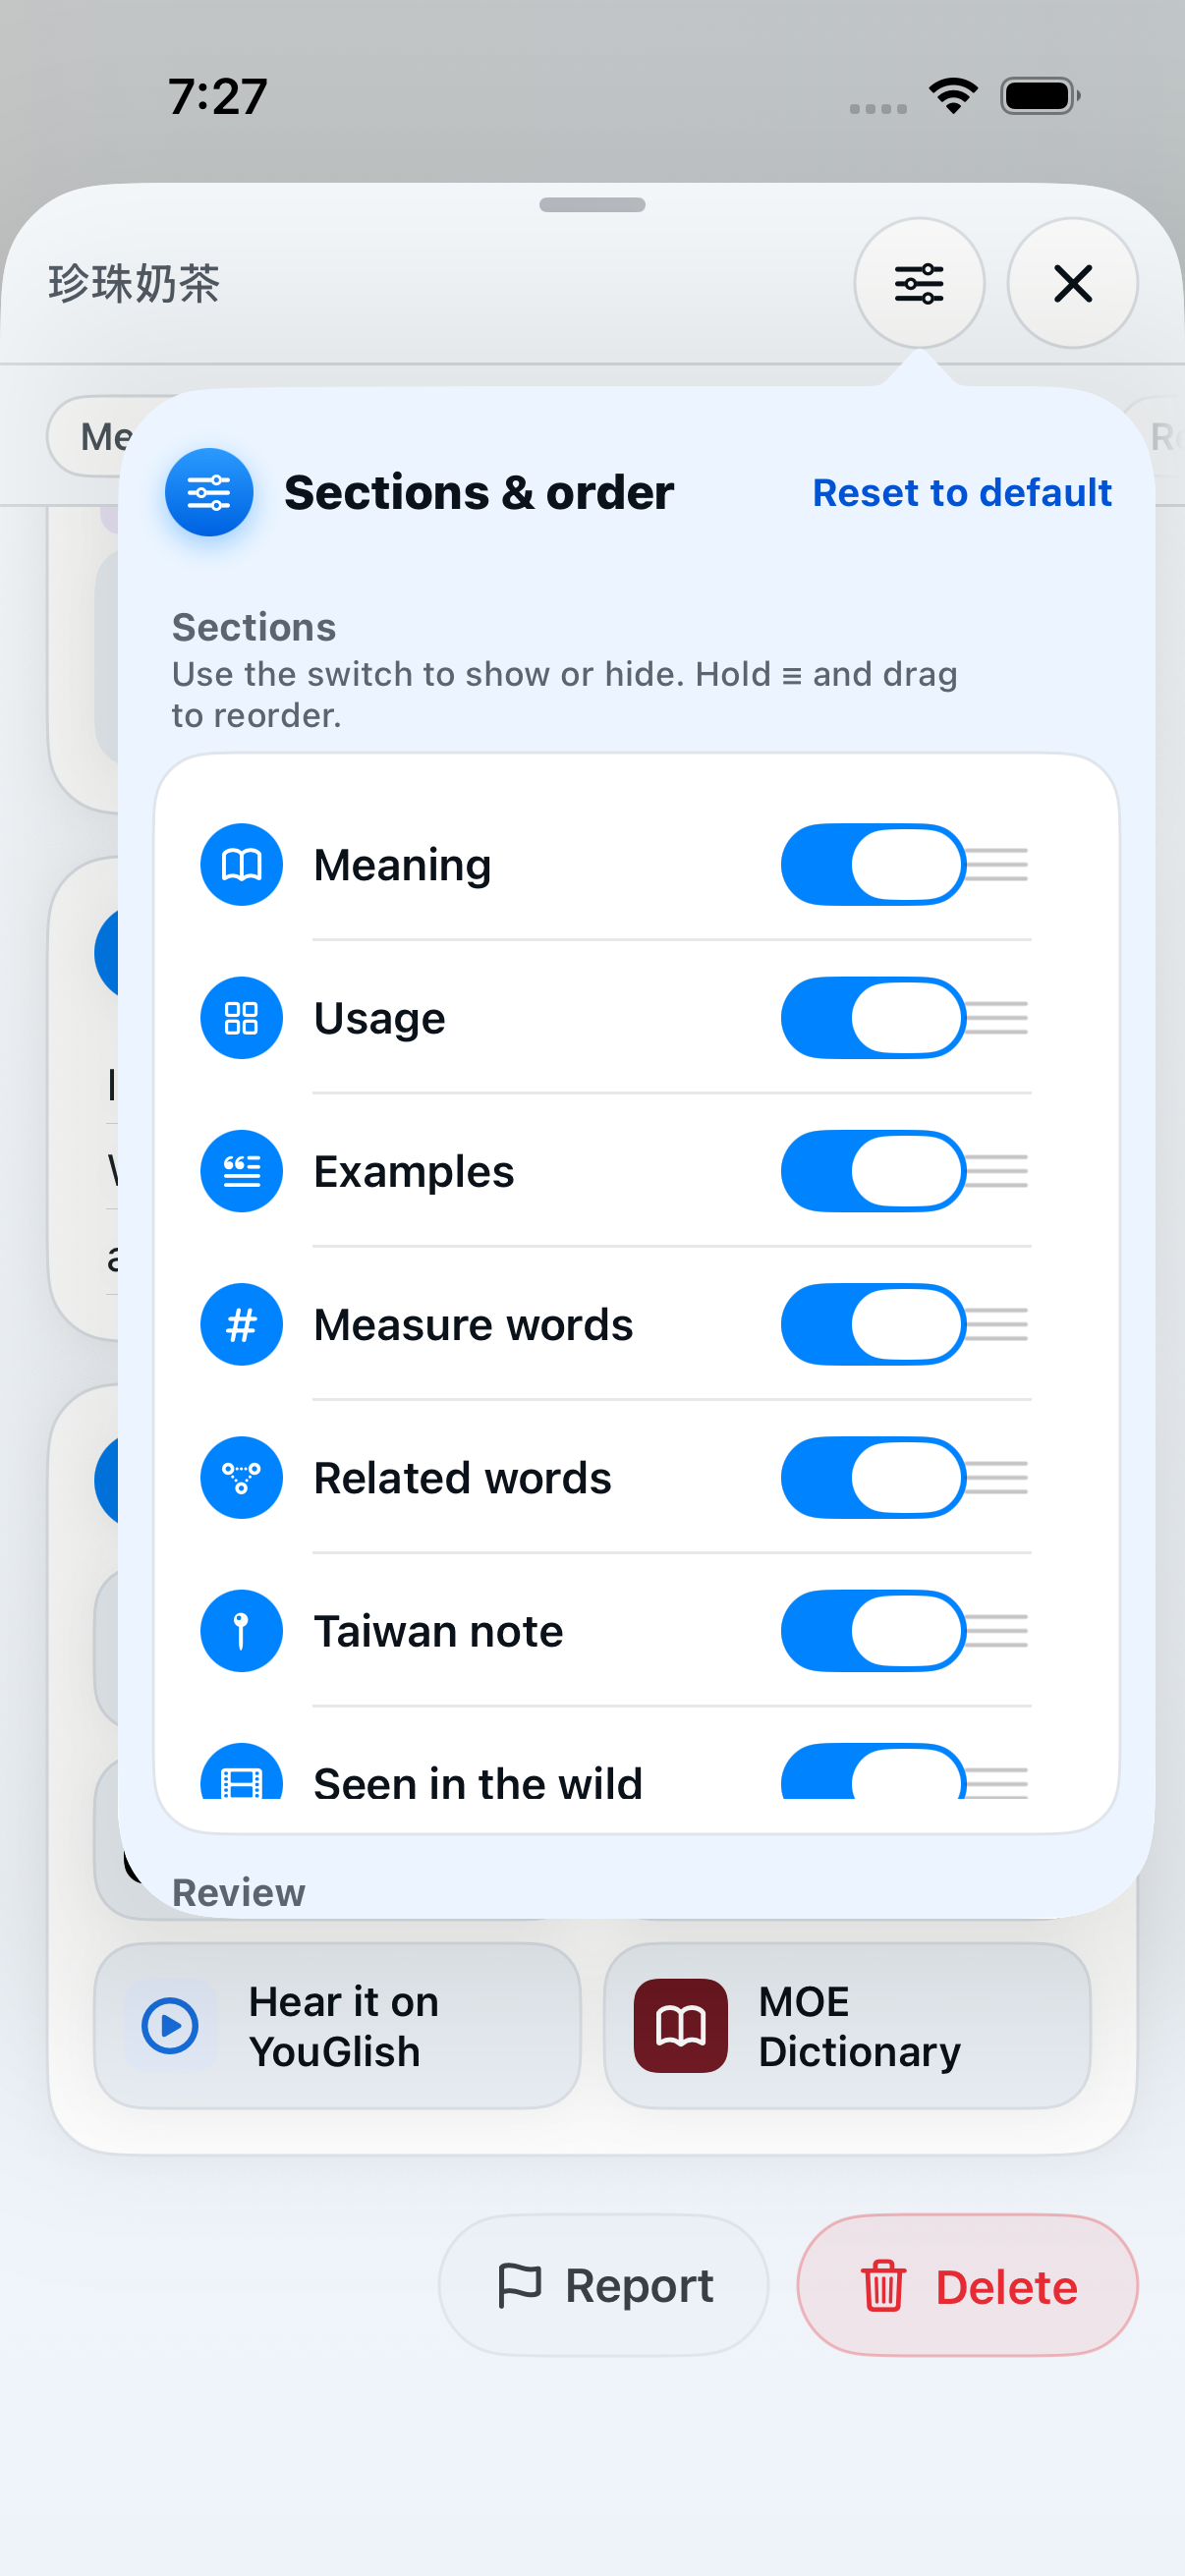 7:27
珍珠奶茶
Sections & order
Reset to default
Sections
Use the switch to show or hide. Hold ≡ and drag
to reorder.
Meaning
Usage
Examples
Measure words
Related words
Taiwan note
Seen in the wild
Review
Hear it on
YouGlish
MOE
Dictionary
Report
Delete